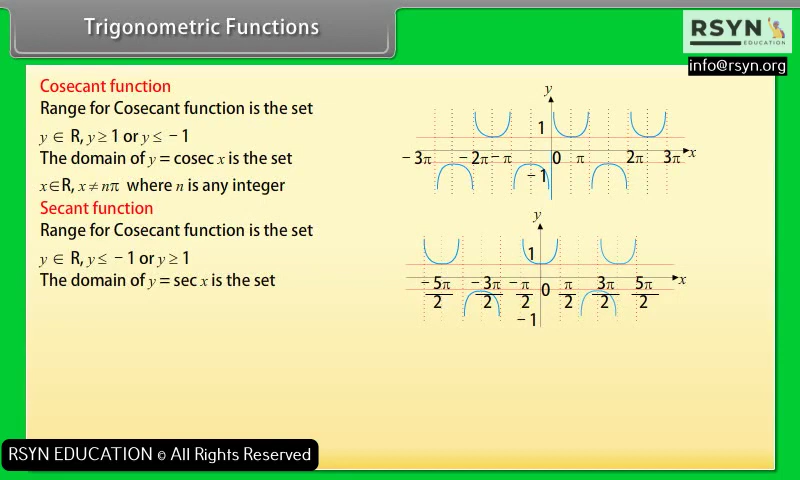 Trigonometric Functions
RSYN
EDUCATION
info@rsyn.org
Cosecant function
Range for Cosecant function is the set
y ∈ R, y ≥ 1 or y ≤ − 1
The domain of y = cosec x is the set
x∈R, x ≠ nπ where n is any integer
Secant function
Range for Cosecant function is the set
y ∈ R, y ≤ − 1 or y ≥ 1
The domain of y = sec x is the set
y
1
− 3π − 2π − π 0 π 2π 3π x
− 1
y
1
− 5π/2 − 3π/2 − π/2 0 π/2 3π/2 5π/2 x
− 1
RSYN EDUCATION © All Rights Reserved